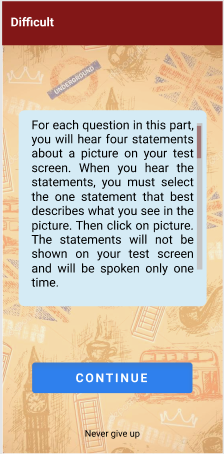 Difficult
UNDERGROUND
For each question in this part,
you will hear four statements
about a picture on your test
screen. When you hear the
statements, you must select
the one statement that best
describes what you see in the
picture. Then click on picture.
The statements will not be
shown on your test screen
and will be spoken only one
time.
CONTINUE
Never give up